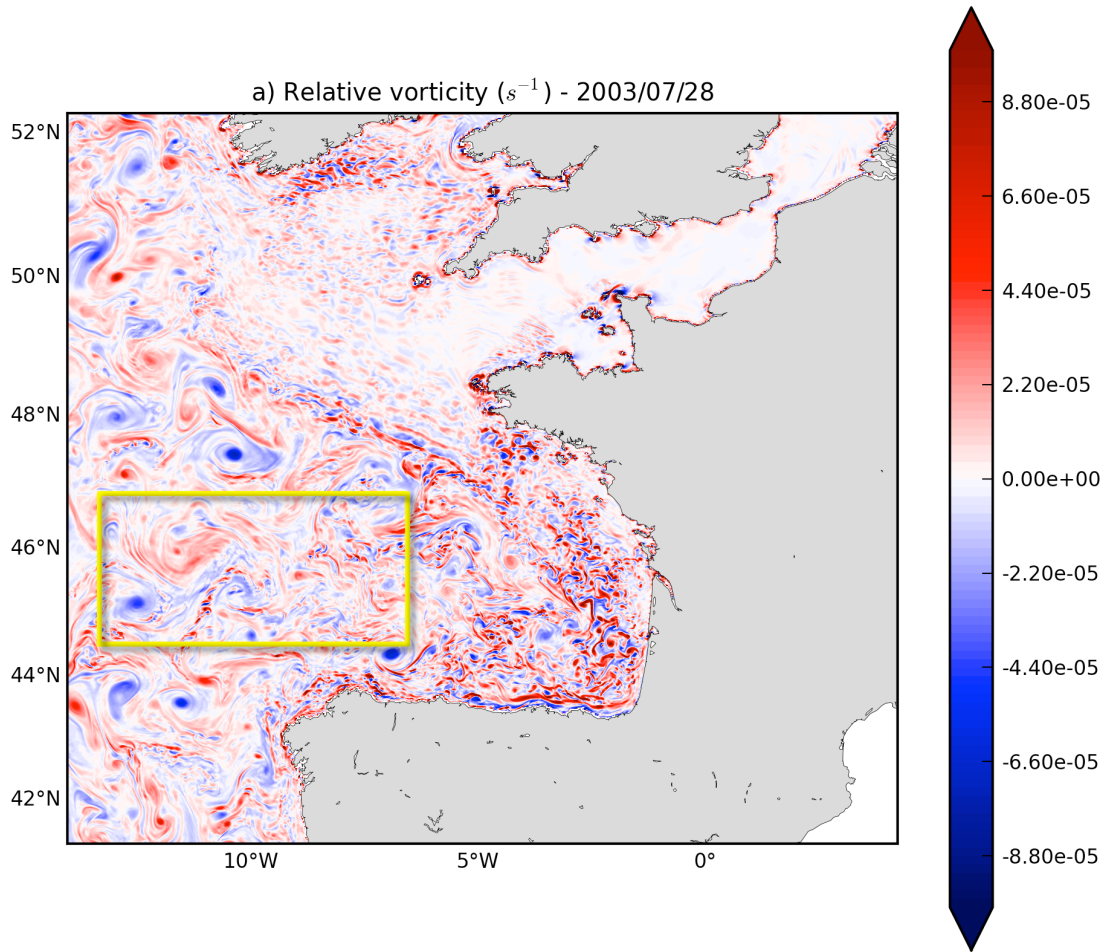 a) Relative vorticity (s⁻¹) - 2003/07/28
52°N
50°N
48°N
46°N
44°N
42°N
10°W 5°W 0°
8.80e-05
6.60e-05
4.40e-05
2.20e-05
0.00e+00
-2.20e-05
-4.40e-05
-6.60e-05
-8.80e-05